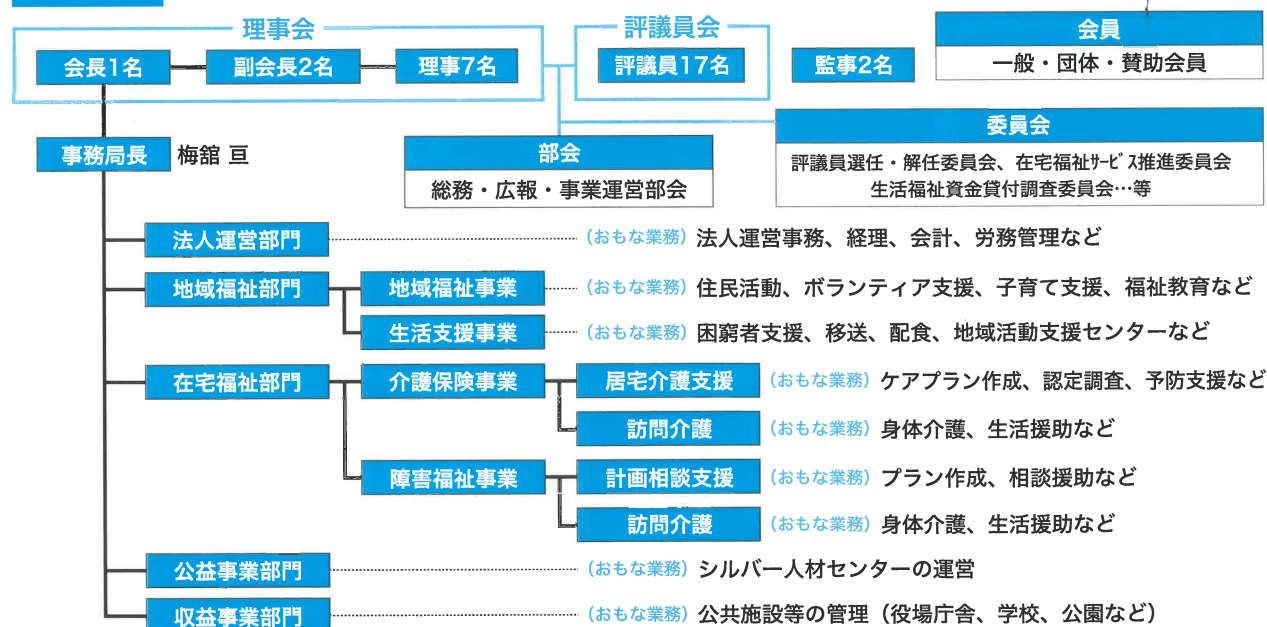 理事会
評議員会
会員
会長1名
副会長2名
理事7名
評議員17名
監事2名
一般・団体・賛助会員
委員会
評議員選任・解任委員会、在宅福祉ｻｰﾋﾞｽ推進委員会
生活福祉資金貸付調査委員会…等
事務局長 梅舘 亘
部会
総務・広報・事業運営部会
法人運営部門 （おもな業務） 法人運営事務、経理、会計、労務管理など
地域福祉部門 地域福祉事業 （おもな業務） 住民活動、ボランティア支援、子育て支援、福祉教育など
生活支援事業 （おもな業務） 困窮者支援、移送、配食、地域活動支援センターなど
在宅福祉部門 介護保険事業 居宅介護支援 （おもな業務） ケアプラン作成、認定調査、予防支援など
訪問介護 （おもな業務） 身体介護、生活援助など
障害福祉事業 計画相談支援 （おもな業務） プラン作成、相談援助など
訪問介護 （おもな業務） 身体介護、生活援助など
公益事業部門 （おもな業務） シルバー人材センターの運営
収益事業部門 （おもな業務） 公共施設等の管理（役場庁舎、学校、公園など）